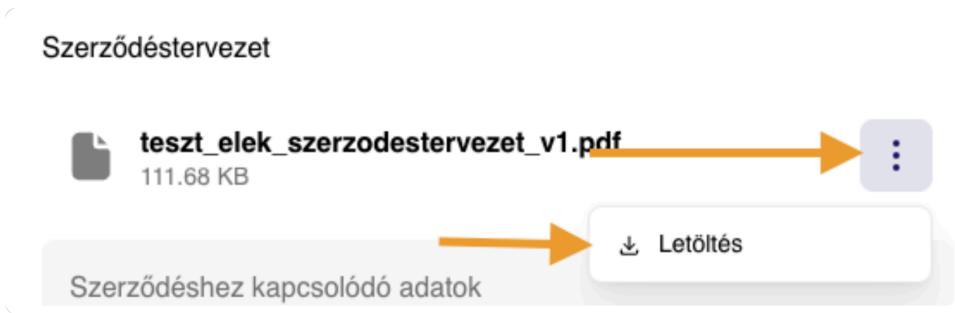 Szerződéstervezet
teszt_elek_szerzodestervezet_v1.pdf
111.68 KB
Letöltés
Szerződéshez kapcsolódó adatok